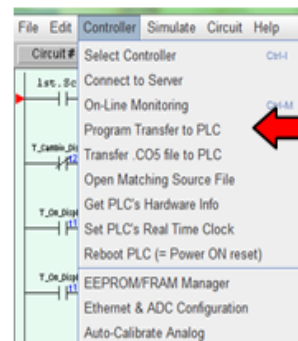 File Edit Controller Simulate Circuit Help
Circuit #
Select Controller Ctrl-I
1st.Sc
Connect to Server
On-Line Monitoring Ctrl-M
Program Transfer to PLC
Transfer .CO5 file to PLC
Open Matching Source File
Get PLC's Hardware Info
Set PLC's Real Time Clock
Reboot PLC (= Power ON reset)
EEPROM/FRAM Manager
Ethernet & ADC Configuration
Auto-Calibrate Analog